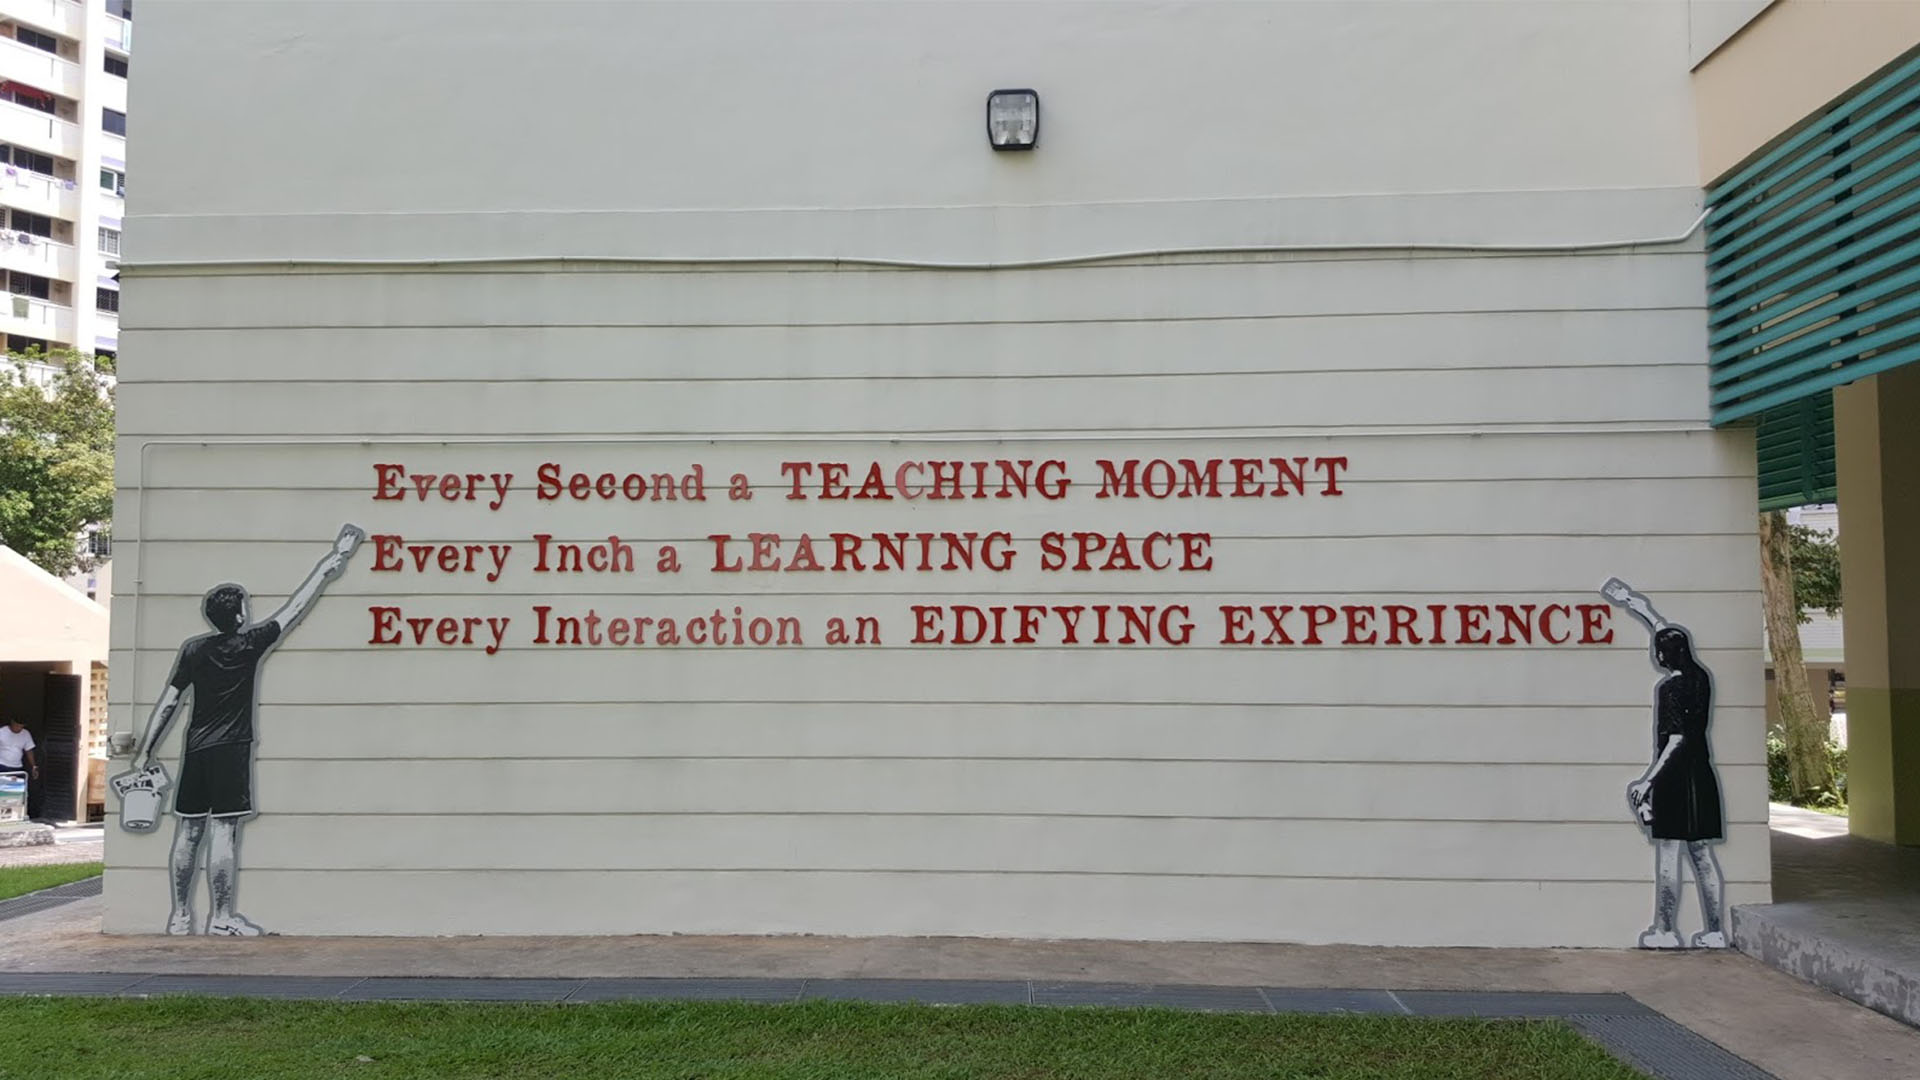 Every Second a TEACHING MOMENT
Every Inch a LEARNING SPACE
Every Interaction an EDIFYING EXPERIENCE